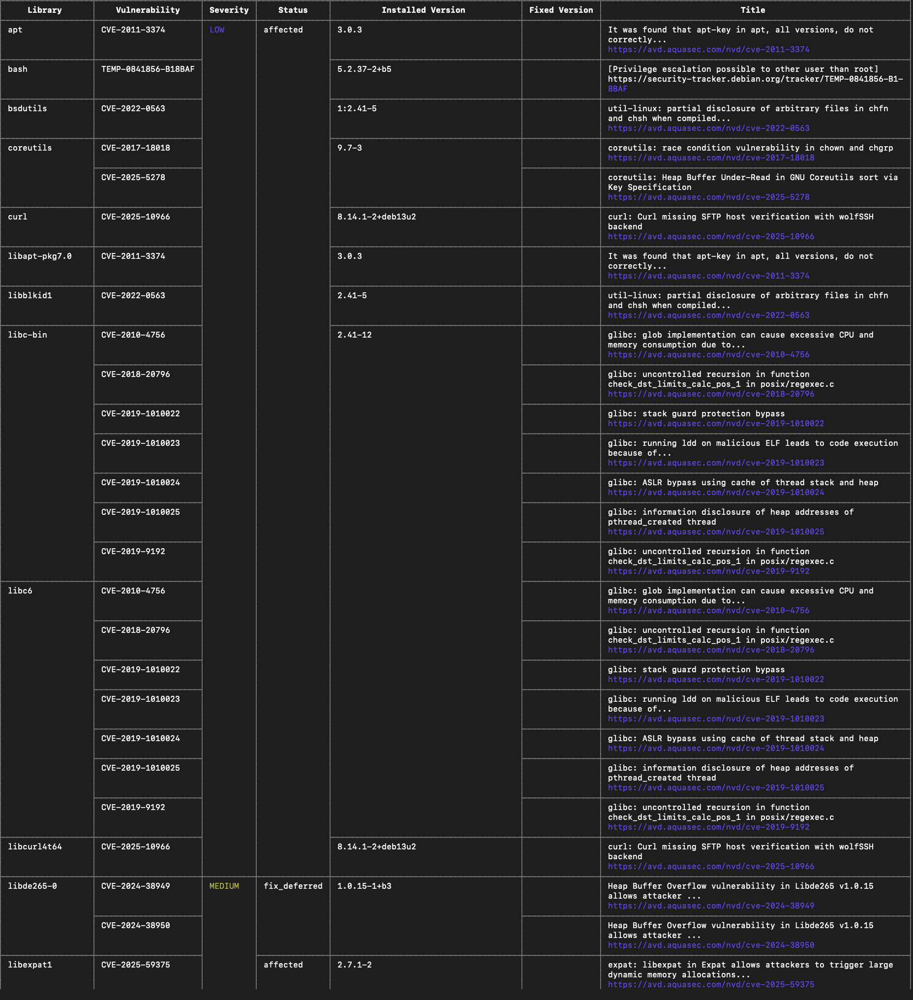 Library Vulnerability Severity Status Installed Version Fixed Version Title
apt CVE-2011-3374 LOW affected 3.0.3 It was found that apt-key in apt, all versions, do not
correctly...
https://avd.aquasec.com/nvd/cve-2011-3374
bash TEMP-0841856-B18BAF 5.2.37-2+b5 [Privilege escalation possible to other user than root]
https://security-tracker.debian.org/tracker/TEMP-0841856-B1-
8BAF
bsdutils CVE-2022-0563 1:2.41-5 util-linux: partial disclosure of arbitrary files in chfn
and chsh when compiled...
https://avd.aquasec.com/nvd/cve-2022-0563
coreutils CVE-2017-18018 9.7-3 coreutils: race condition vulnerability in chown and chgrp
https://avd.aquasec.com/nvd/cve-2017-18018
CVE-2025-5278 coreutils: Heap Buffer Under-Read in GNU Coreutils sort via
Key Specification
https://avd.aquasec.com/nvd/cve-2025-5278
curl CVE-2025-10966 8.14.1-2+deb13u2 curl: Curl missing SFTP host verification with wolfSSH
backend
https://avd.aquasec.com/nvd/cve-2025-10966
libapt-pkg7.0 CVE-2011-3374 3.0.3 It was found that apt-key in apt, all versions, do not
correctly...
https://avd.aquasec.com/nvd/cve-2011-3374
libblkid1 CVE-2022-0563 2.41-5 util-linux: partial disclosure of arbitrary files in chfn
and chsh when compiled...
https://avd.aquasec.com/nvd/cve-2022-0563
libc-bin CVE-2010-4756 2.41-12 glibc: glob implementation can cause excessive CPU and
memory consumption due to...
https://avd.aquasec.com/nvd/cve-2010-4756
CVE-2018-20796 glibc: uncontrolled recursion in function
check_dst_limits_calc_pos_1 in posix/regexec.c
https://avd.aquasec.com/nvd/cve-2018-20796
CVE-2019-1010022 glibc: stack guard protection bypass
https://avd.aquasec.com/nvd/cve-2019-1010022
CVE-2019-1010023 glibc: running ldd on malicious ELF leads to code execution
because of...
https://avd.aquasec.com/nvd/cve-2019-1010023
CVE-2019-1010024 glibc: ASLR bypass using cache of thread stack and heap
https://avd.aquasec.com/nvd/cve-2019-1010024
CVE-2019-1010025 glibc: information disclosure of heap addresses of
pthread_created thread
https://avd.aquasec.com/nvd/cve-2019-1010025
CVE-2019-9192 glibc: uncontrolled recursion in function
check_dst_limits_calc_pos_1 in posix/regexec.c
https://avd.aquasec.com/nvd/cve-2019-9192
libc6 CVE-2010-4756 glibc: glob implementation can cause excessive CPU and
memory consumption due to...
https://avd.aquasec.com/nvd/cve-2010-4756
CVE-2018-20796 glibc: uncontrolled recursion in function
check_dst_limits_calc_pos_1 in posix/regexec.c
https://avd.aquasec.com/nvd/cve-2018-20796
CVE-2019-1010022 glibc: stack guard protection bypass
https://avd.aquasec.com/nvd/cve-2019-1010022
CVE-2019-1010023 glibc: running ldd on malicious ELF leads to code execution
because of...
https://avd.aquasec.com/nvd/cve-2019-1010023
CVE-2019-1010024 glibc: ASLR bypass using cache of thread stack and heap
https://avd.aquasec.com/nvd/cve-2019-1010024
CVE-2019-1010025 glibc: information disclosure of heap addresses of
pthread_created thread
https://avd.aquasec.com/nvd/cve-2019-1010025
CVE-2019-9192 glibc: uncontrolled recursion in function
check_dst_limits_calc_pos_1 in posix/regexec.c
https://avd.aquasec.com/nvd/cve-2019-9192
libcurl4t64 CVE-2025-10966 8.14.1-2+deb13u2 curl: Curl missing SFTP host verification with wolfSSH
backend
https://avd.aquasec.com/nvd/cve-2025-10966
libde265-0 CVE-2024-38949 MEDIUM fix_deferred 1.0.15-1+b3 Heap Buffer Overflow vulnerability in Libde265 v1.0.15
allows attacker ...
https://avd.aquasec.com/nvd/cve-2024-38949
CVE-2024-38950 Heap Buffer Overflow vulnerability in Libde265 v1.0.15
allows attacker ...
https://avd.aquasec.com/nvd/cve-2024-38950
libexpat1 CVE-2025-59375 affected 2.7.1-2 expat: libexpat in Expat allows attackers to trigger large
dynamic memory allocations...
https://avd.aquasec.com/nvd/cve-2025-59375